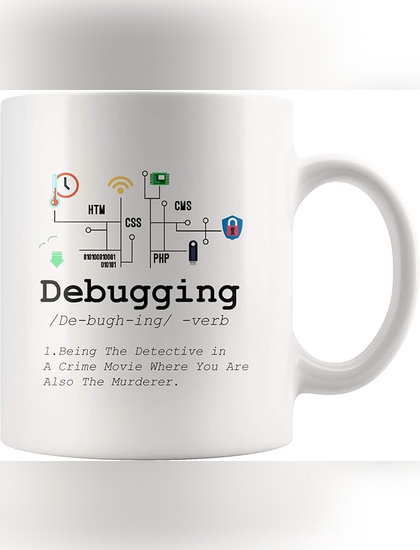 HTM
CSS
CMS
PHP
010100010001
010101
Debugging
/De-bugh-ing/ -verb
1.Being The Detective in
A Crime Movie Where You Are
Also The Murderer.